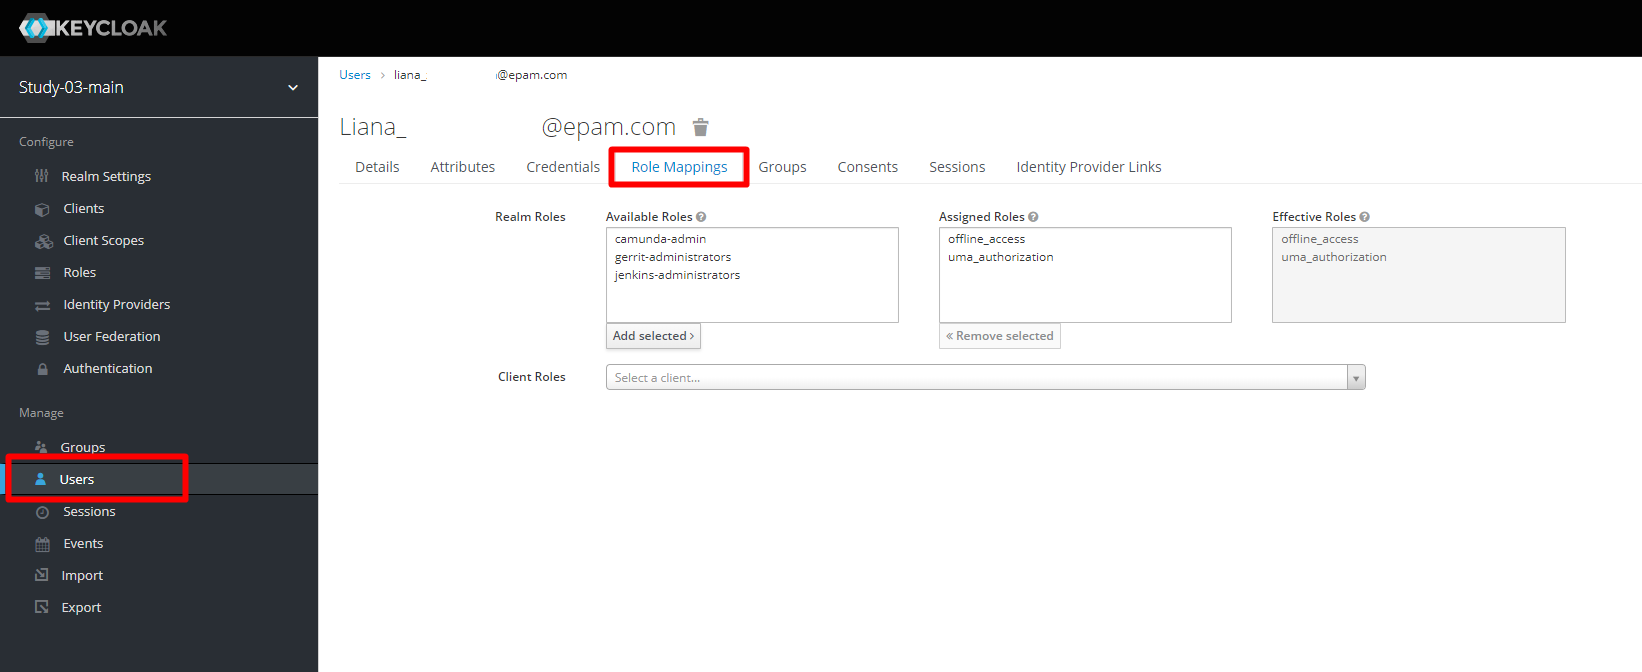 KEYCLOAK
Study-03-main
Configure
Realm Settings
Clients
Client Scopes
Roles
Identity Providers
User Federation
Authentication
Manage
Groups
Users
Sessions
Events
Import
Export
Users > liana_ @epam.com
Liana_ @epam.com
Details Attributes Credentials Role Mappings Groups Consents Sessions Identity Provider Links
Realm Roles
Available Roles
camunda-admin
gerrit-administrators
jenkins-administrators
Add selected >
Assigned Roles
offline_access
uma_authorization
« Remove selected
Effective Roles
offline_access
uma_authorization
Client Roles
Select a client...